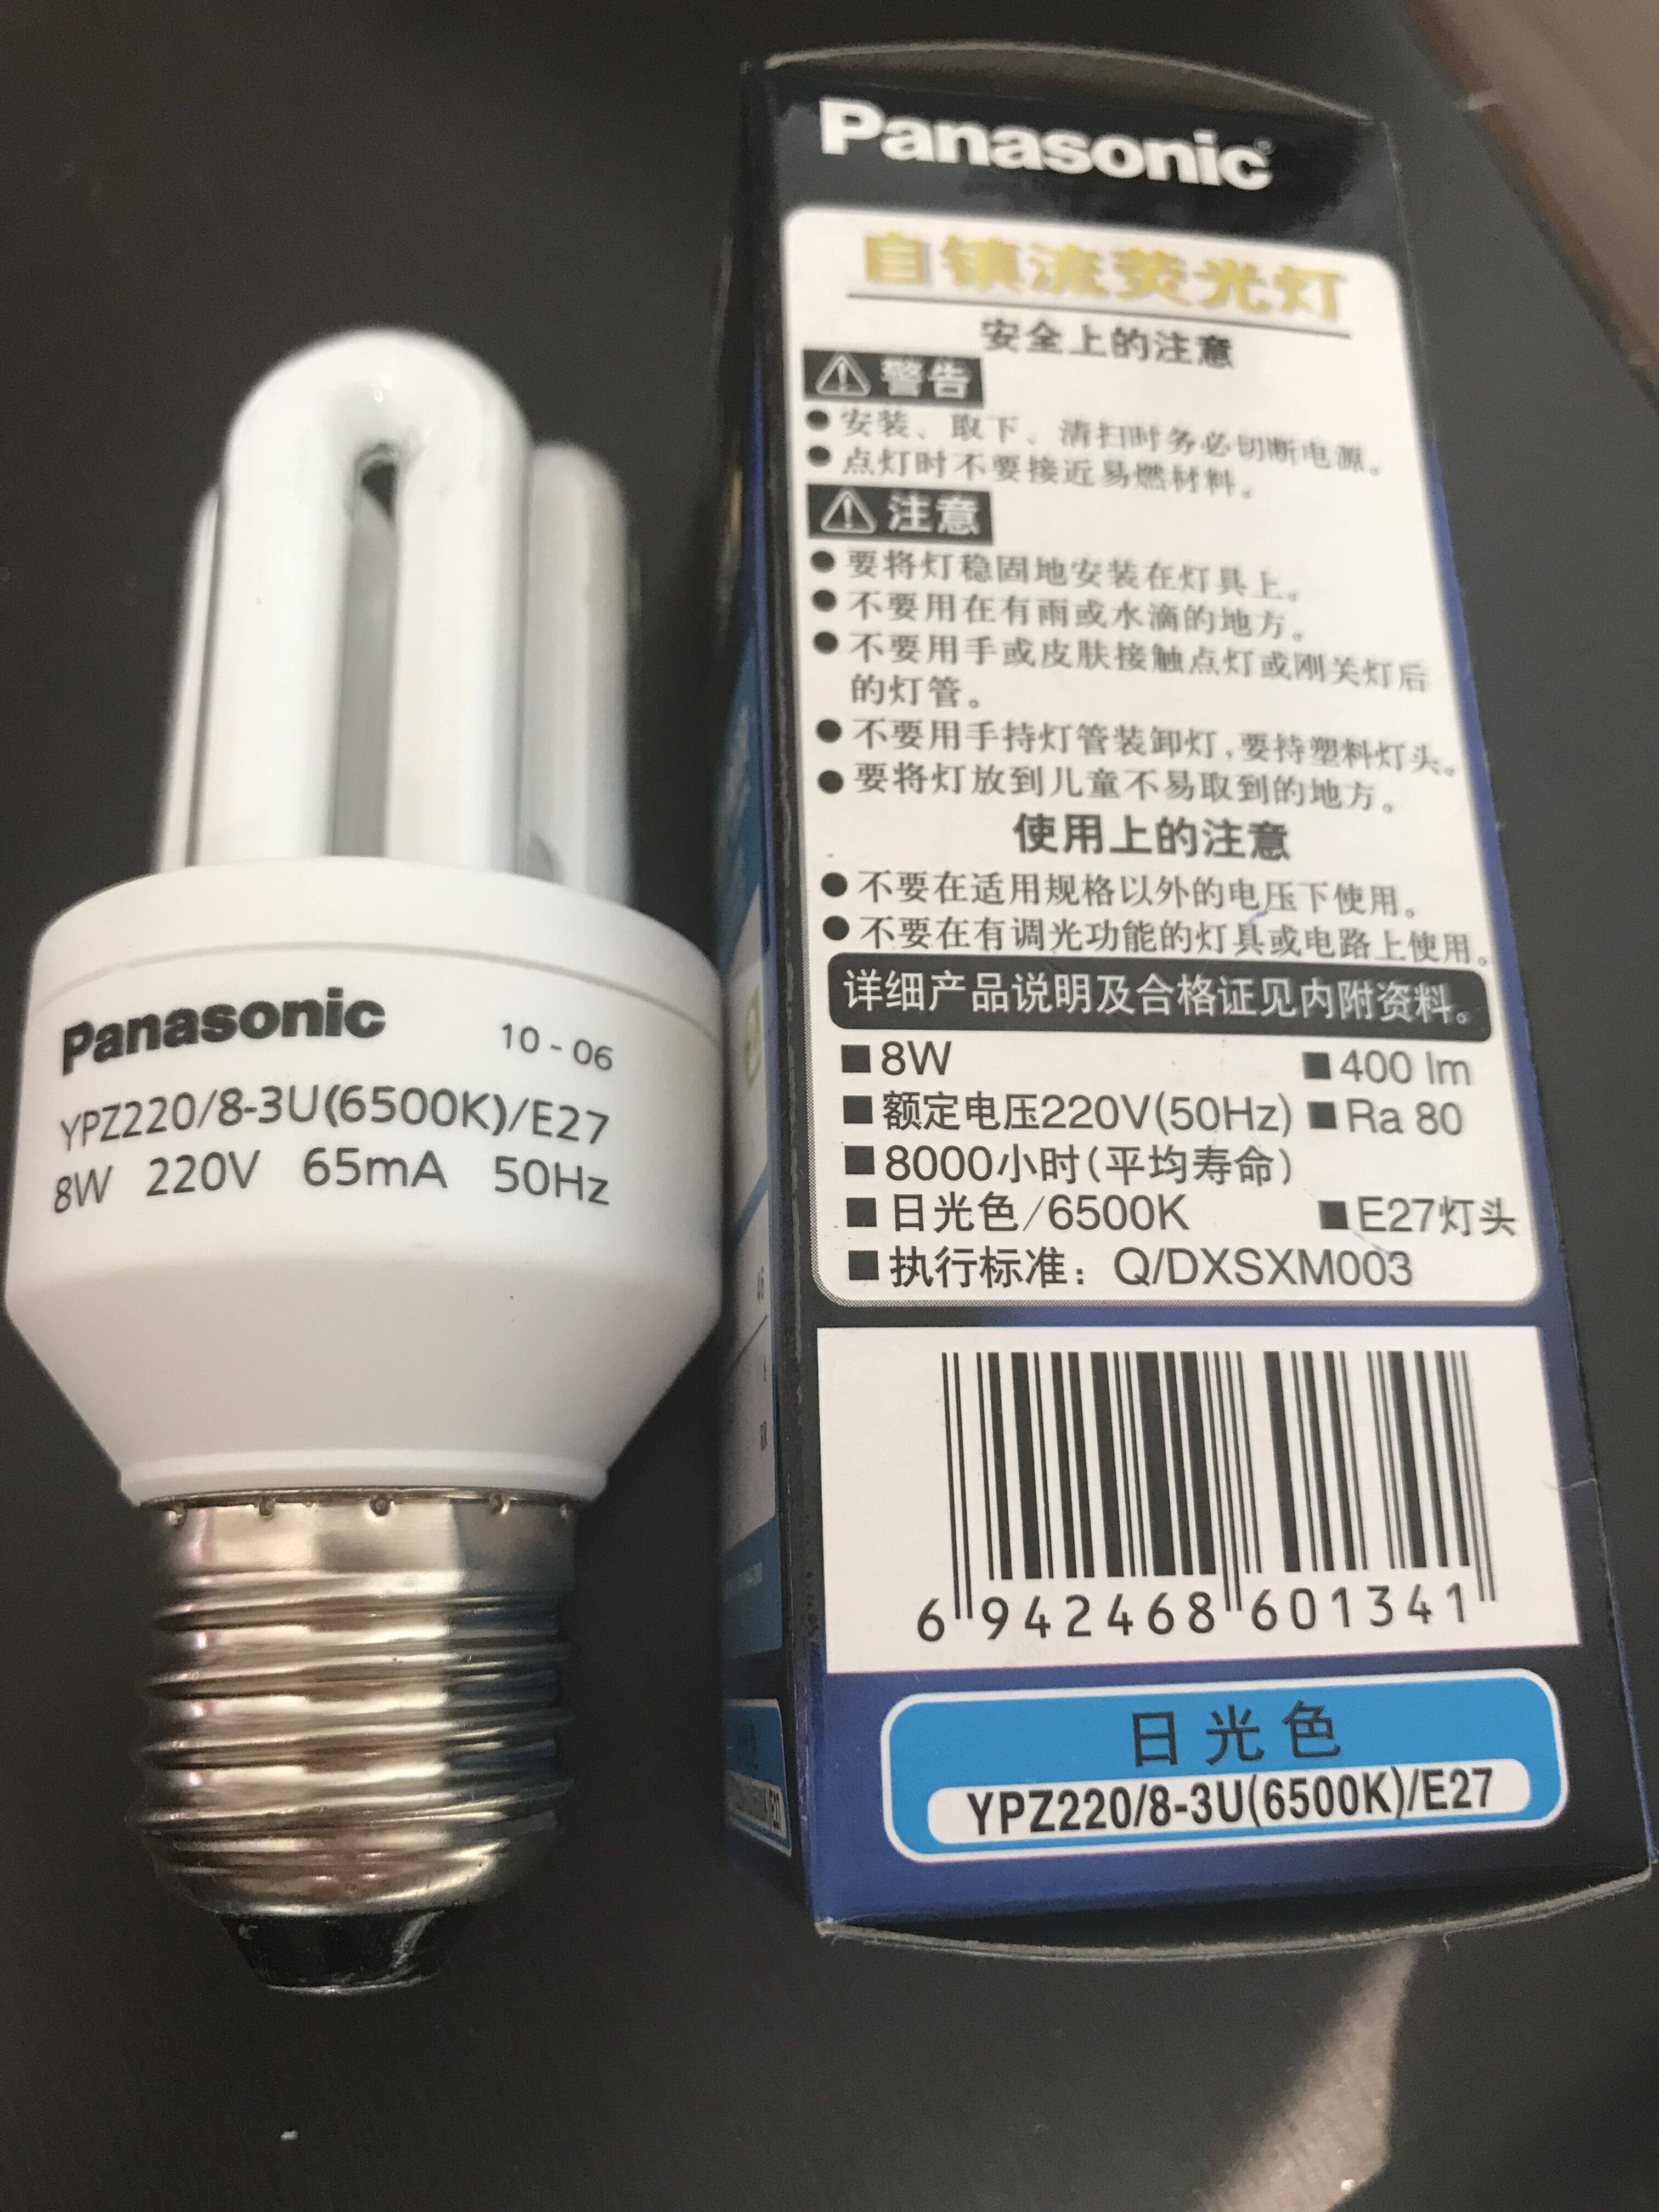 Panasonic
10-06
YPZ220/8-3U(6500K)/E27
8W 220V 65mA 50Hz
Panasonic®
自镇流荧光灯
安全上的注意
警告
●安装、取下、清扫时务必切断电源。
●点灯时不要接近易燃材料。
注意
●要将灯稳固地安装在灯具上。
●不要用在有雨或水滴的地方。
●不要用手或皮肤接触点灯或刚关灯后
的灯管。
●不要用手持灯管装卸灯,要持塑料灯头。
●要将灯放到儿童不易取到的地方。
使用上的注意
●不要在适用规格以外的电压下使用。
●不要在有调光功能的灯具或电路上使用。
详细产品说明及合格证见内附资料。
■8W ■400 lm
■额定电压220V(50Hz) ■Ra 80
■8000小时(平均寿命)
■日光色/6500K ■E27灯头
■执行标准：Q/DXSXM003
6 942468 601341
日光色
YPZ220/8-3U(6500K)/E27